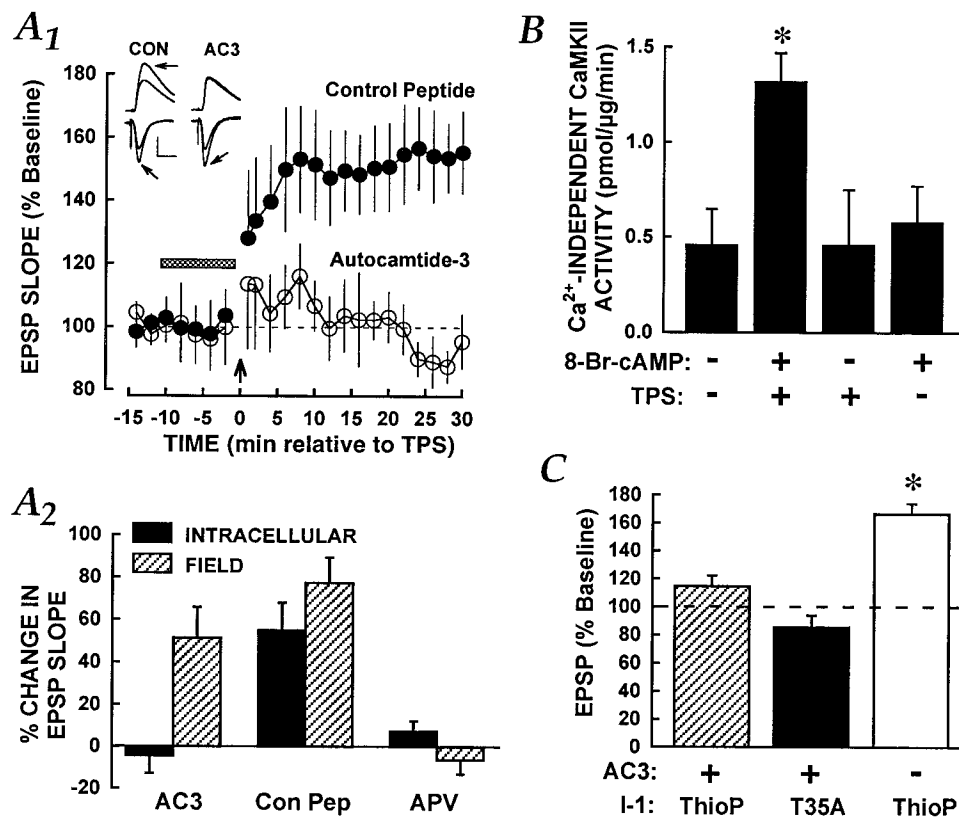 A1
CON AC3
180
160
140
120
100
80
EPSP SLOPE (% Baseline)
Control Peptide
Autocamtide-3
-15 -10 -5 0 5 10 15 20 25 30
TIME (min relative to TPS)
B
*
1.5
1.0
0.5
0.0
Ca2+-INDEPENDENT CaMKII
ACTIVITY (pmol/µg/min)
8-Br-cAMP: - + - +
TPS: - + + -
A2
100
80
60
40
20
0
-20
% CHANGE IN
EPSP SLOPE
INTRACELLULAR
FIELD
AC3 Con Pep APV
C
*
180
160
140
120
100
80
60
40
20
0
EPSP (% Baseline)
AC3: + + -
I-1: ThioP T35A ThioP